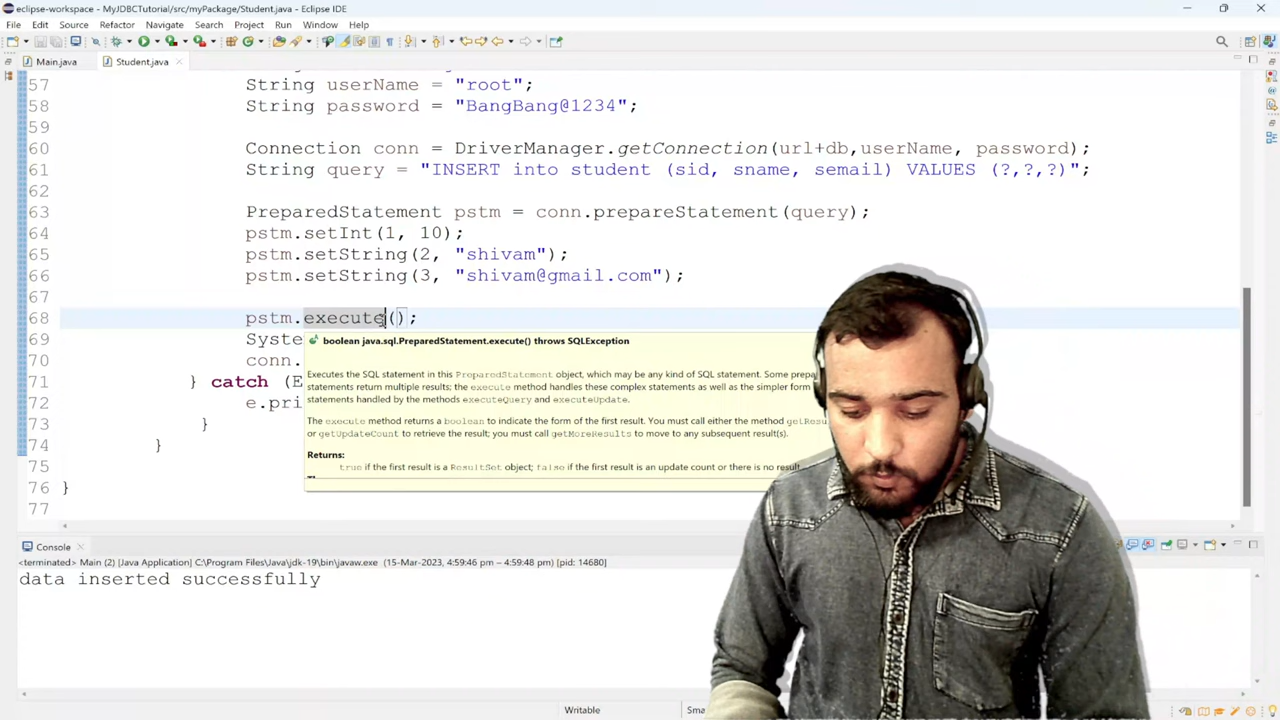 eclipse-workspace - MyJDBCTutorial/src/myPackage/Student.java - Eclipse IDE
File Edit Source Refactor Navigate Search Project Run Window Help
Main.java Student.java
57 String userName = "root";
58 String password = "BangBang@1234";
59
60 Connection conn = DriverManager.getConnection(url+db,userName, password);
61 String query = "INSERT into student (sid, sname, semail) VALUES (?,?,?)";
62
63 PreparedStatement pstm = conn.prepareStatement(query);
64 pstm.setInt(1, 10);
65 pstm.setString(2, "shivam");
66 pstm.setString(3, "shivam@gmail.com");
67
68 pstm.execute();
69 Syste
70 conn.
71 } catch (E
72 e.pri
73 }
74 }
75
76 }
77
boolean java.sql.PreparedStatement.execute() throws SQLException
Executes the SQL statement in this PreparedStatement object, which may be any kind of SQL statement. Some prepa
statements return multiple results; the execute method handles these complex statements as well as the simpler form
statements handled by the methods executeQuery and executeUpdate.
The execute method returns a boolean to indicate the form of the first result. You must call either the method getResu
or getUpdateCount to retrieve the result; you must call getMoreResults to move to any subsequent result(s).
Returns:
true if the first result is a ResultSet object; false if the first result is an update count or there is no result
Console
<terminated> Main (2) [Java Application] C:\Program Files\Java\jdk-19\bin\javaw.exe (15-Mar-2023, 4:59:46 pm – 4:59:48 pm) [pid: 14680]
data inserted successfully
Writable Sma